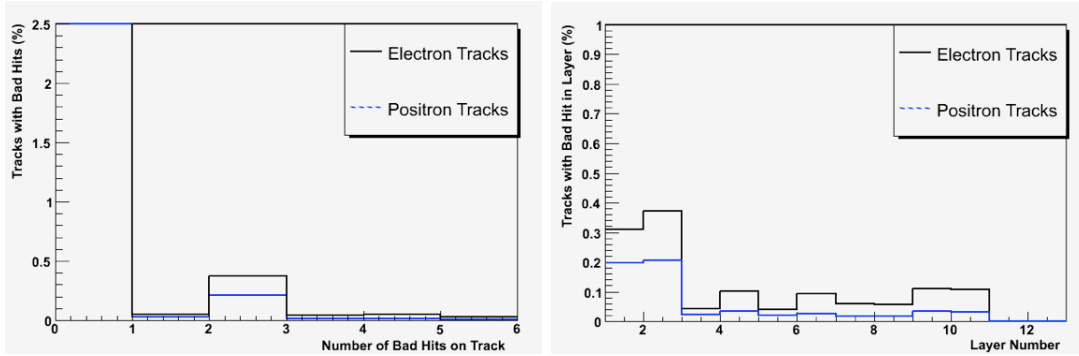 Tracks with Bad Hits (%)
2.5
2
1.5
1
0.5
0
0 1 2 3 4 5 6
Number of Bad Hits on Track
Electron Tracks
Positron Tracks
Tracks with Bad Hit in Layer (%)
1
0.9
0.8
0.7
0.6
0.5
0.4
0.3
0.2
0.1
0
2 4 6 8 10 12
Layer Number
Electron Tracks
Positron Tracks